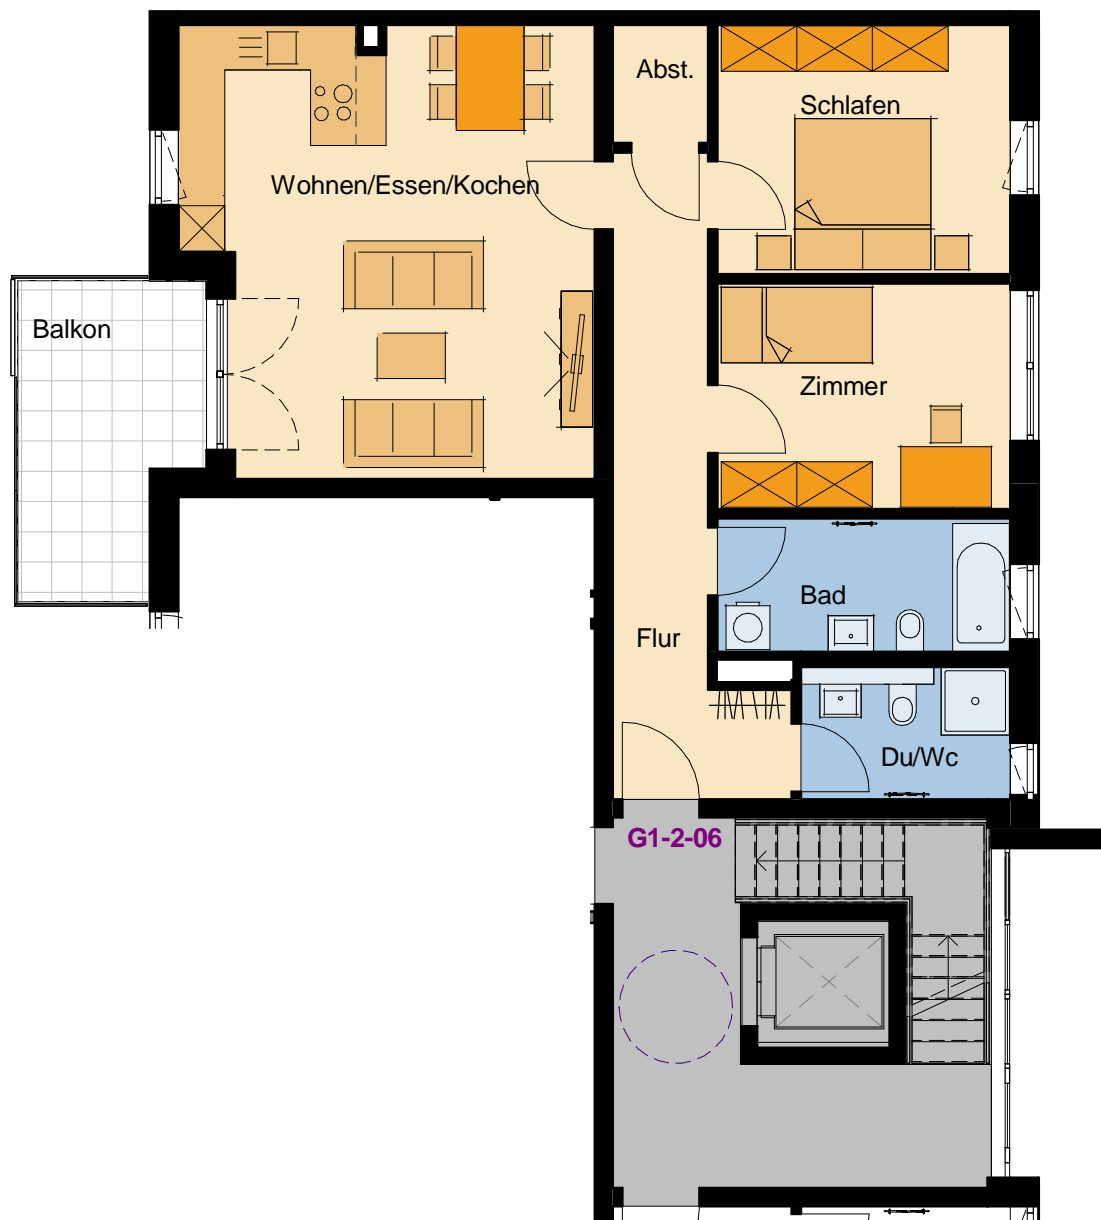 Abst.
Schlafen
Wohnen/Essen/Kochen
Balkon
Zimmer
Bad
Flur
Du/Wc
G1-2-06